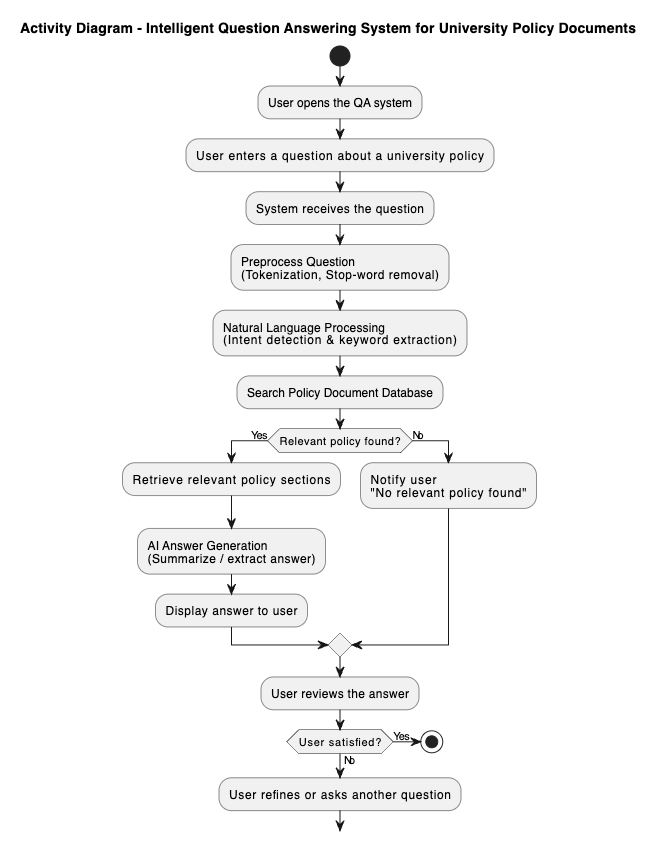 Activity Diagram - Intelligent Question Answering System for University Policy Documents
User opens the QA system
User enters a question about a university policy
System receives the question
Preprocess Question
(Tokenization, Stop-word removal)
Natural Language Processing
(Intent detection & keyword extraction)
Search Policy Document Database
Yes
Relevant policy found?
No
Retrieve relevant policy sections
Notify user
"No relevant policy found"
AI Answer Generation
(Summarize / extract answer)
Display answer to user
User reviews the answer
User satisfied?
Yes
No
User refines or asks another question